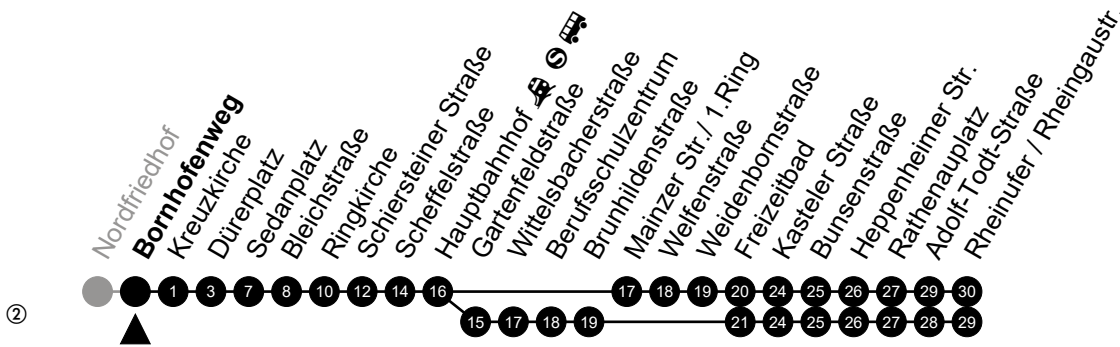 Nordfriedhof
Bornhofenweg
Kreuzkirche
Dürerplatz
Sedanplatz
Bleichstraße
Ringkirche
Schiersteiner Straße
Scheffelstraße
Hauptbahnhof Ⓢ
Gartenfeldstraße
Wittelsbacherstraße
Berufsschulzentrum
Brunhildenstraße
Mainzer Str./ 1.Ring
Welfenstraße
Weidenbornstraße
Freizeitbad
Kasteler Straße
Bunsenstraße
Heppenheimer Str.
Rathenauplatz
Adolf-Todt-Straße
Rheinufer / Rheingaustr.
1 3 7 8 10 12 14 16 17 18 19 20 24 25 26 27 29 30
② 15 17 18 19 21 24 25 26 27 28 29